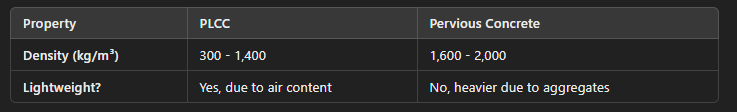 Property PLCC Pervious Concrete
Density (kg/m³) 300 - 1,400 1,600 - 2,000
Lightweight? Yes, due to air content No, heavier due to aggregates